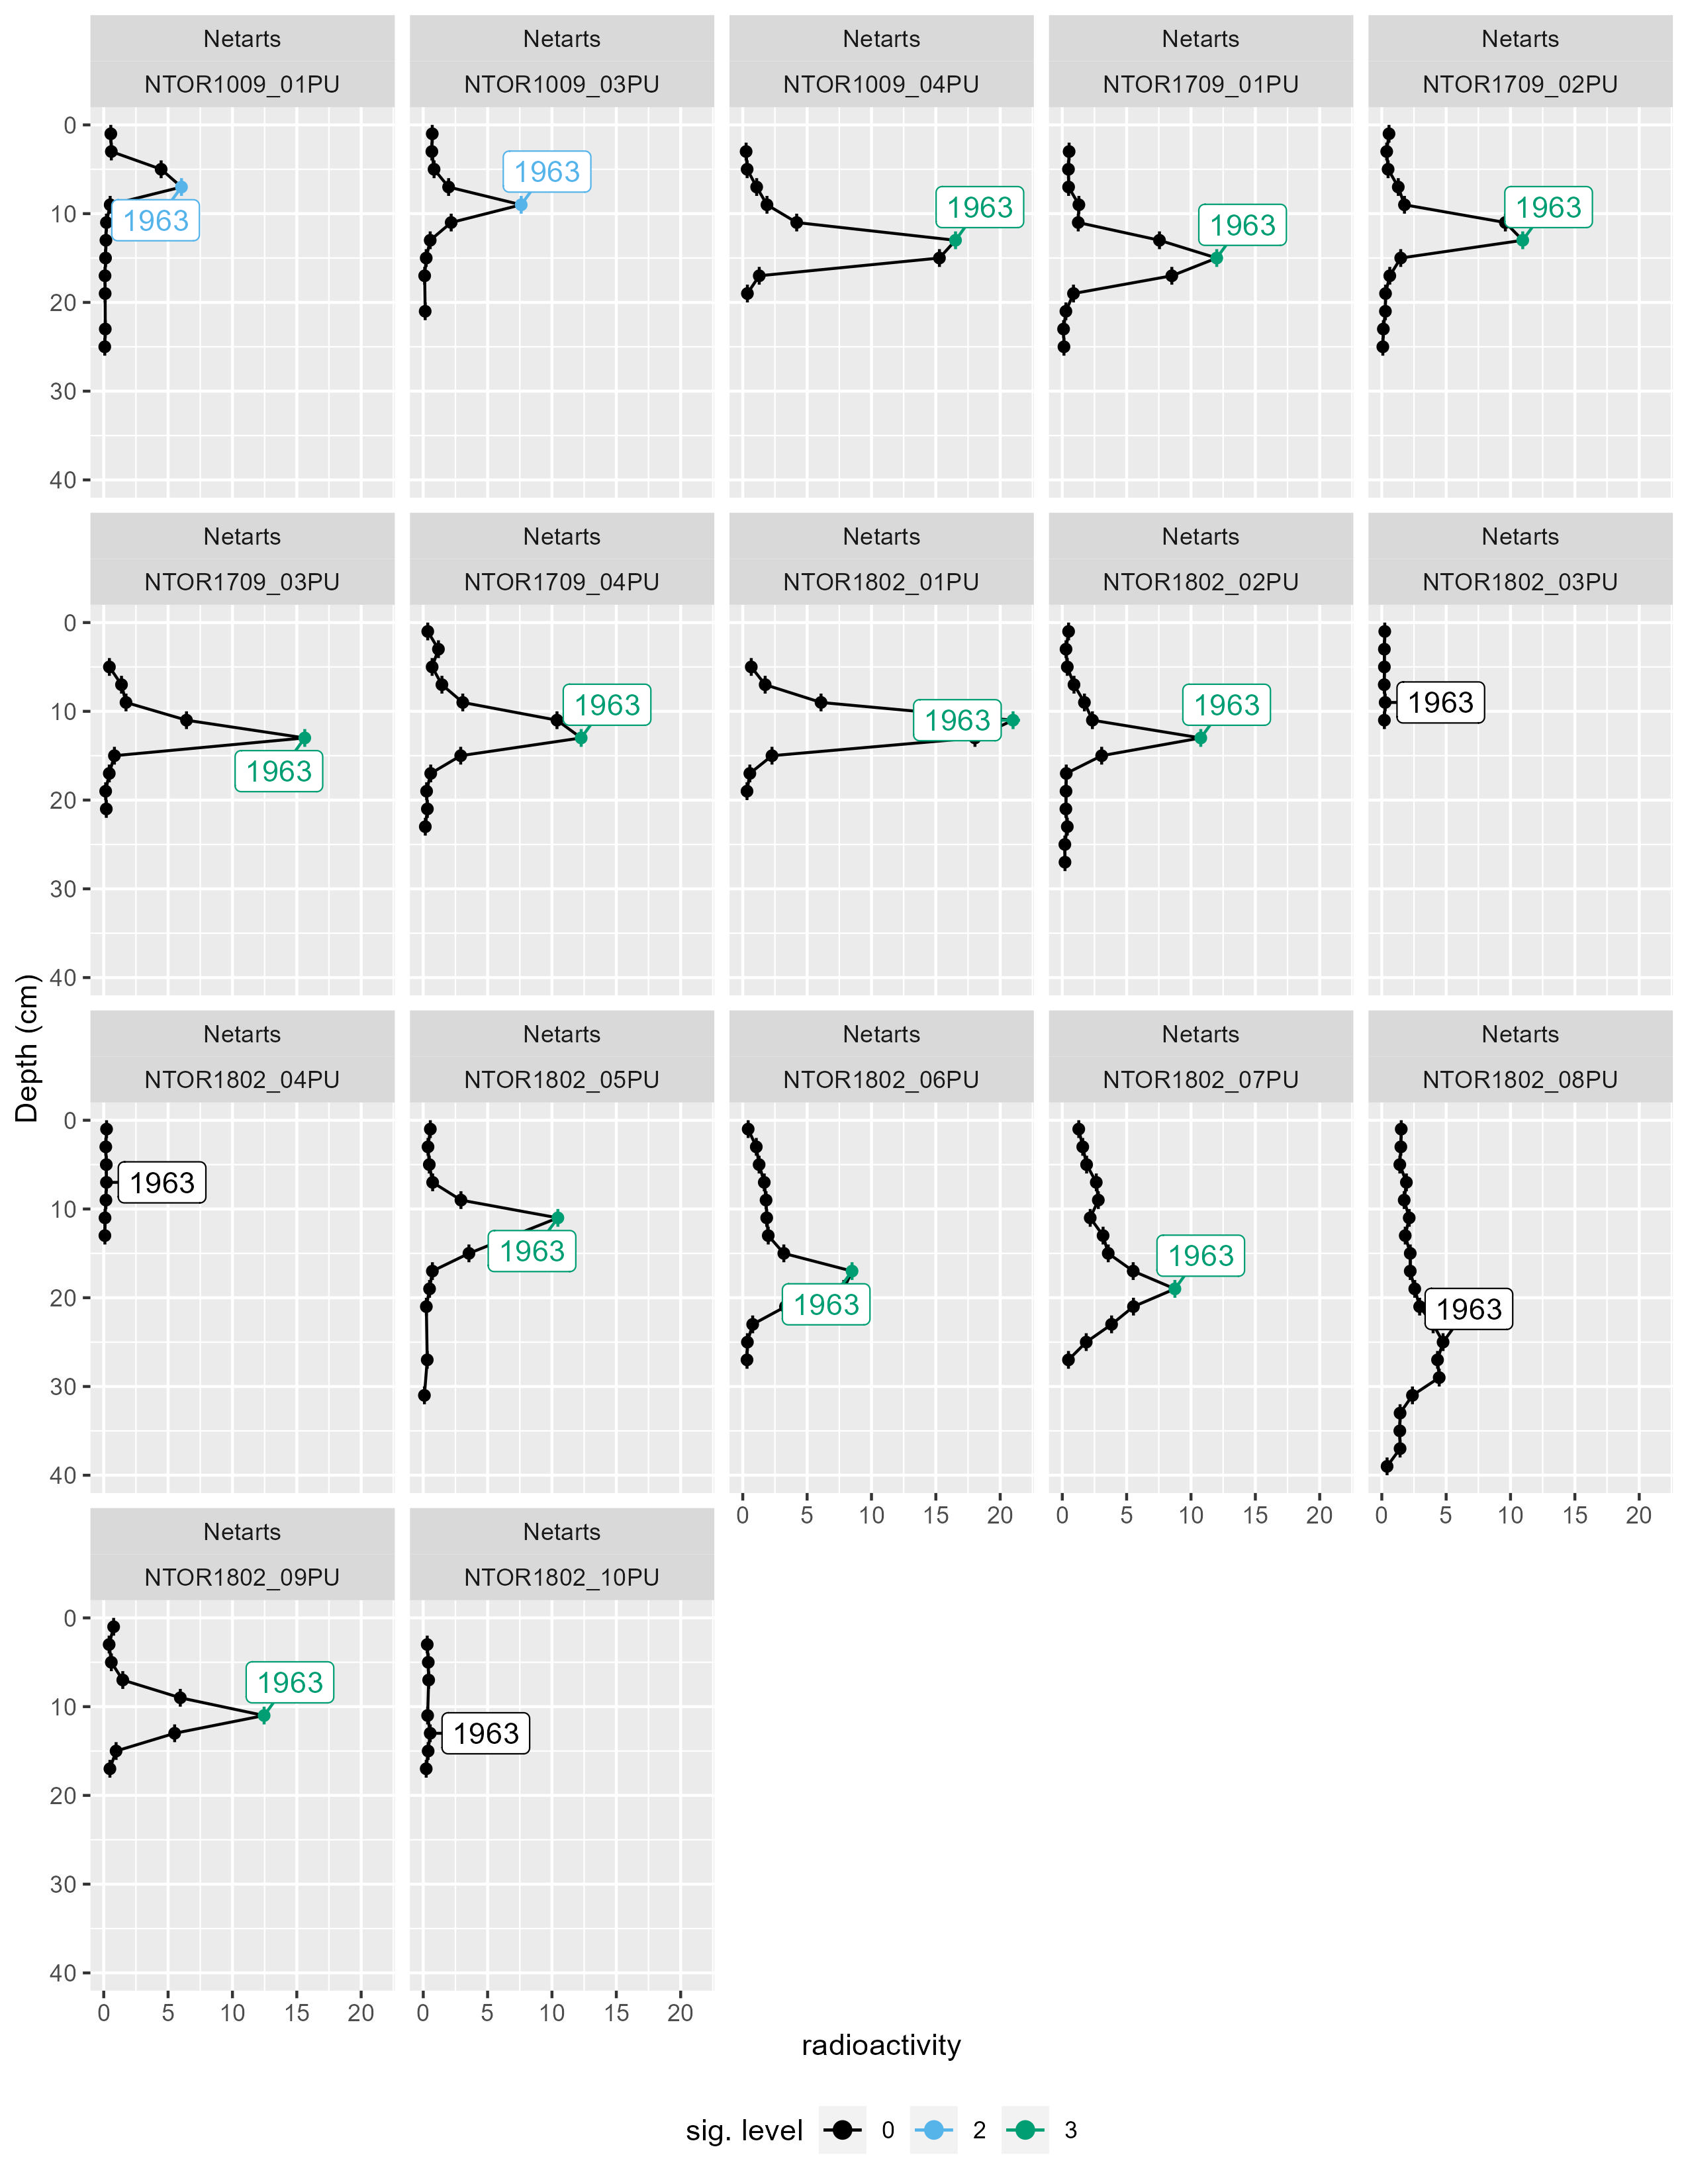 Netarts Netarts Netarts Netarts Netarts
NTOR1009_01PU NTOR1009_03PU NTOR1009_04PU NTOR1709_01PU NTOR1709_02PU
0
10
20
30
40
1963 1963 1963 1963 1963
Netarts Netarts Netarts Netarts Netarts
NTOR1709_03PU NTOR1709_04PU NTOR1802_01PU NTOR1802_02PU NTOR1802_03PU
0
10
20
30
40
1963 1963 1963 1963 1963
Depth (cm)
Netarts Netarts Netarts Netarts Netarts
NTOR1802_04PU NTOR1802_05PU NTOR1802_06PU NTOR1802_07PU NTOR1802_08PU
0
10
20
30
40
1963 1963 1963 1963 1963
0 5 10 15 20 0 5 10 15 20 0 5 10 15 20
Netarts Netarts
NTOR1802_09PU NTOR1802_10PU
0
10
20
30
40
1963 1963
0 5 10 15 20 0 5 10 15 20
radioactivity
sig. level 0 2 3